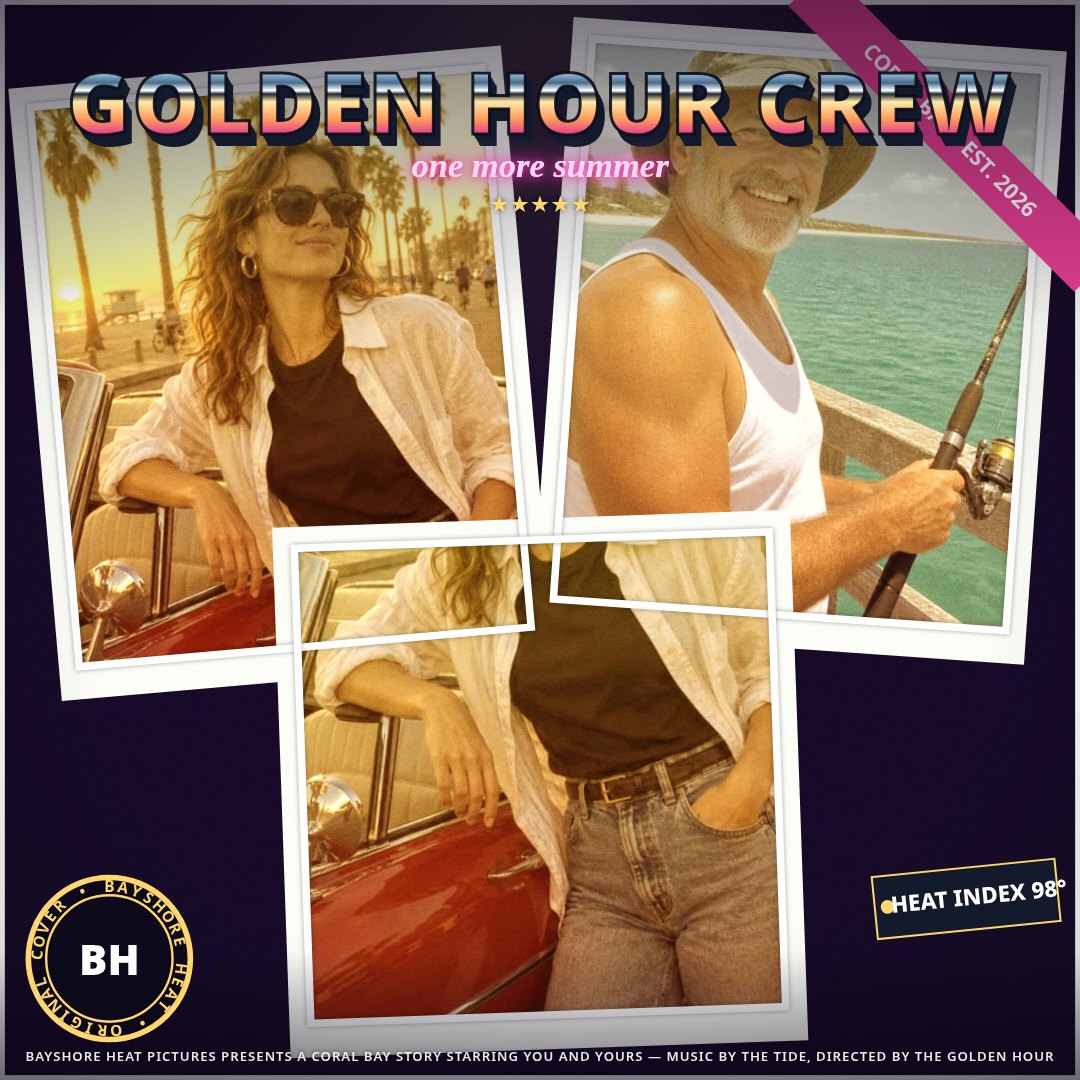 GOLDEN HOUR CREW
one more summer
EST. 2026
BAYSHORE HEAT • ORIGINAL COVER •
BH
HEAT INDEX 98°
BAYSHORE HEAT PICTURES PRESENTS A CORAL BAY STORY STARRING YOU AND YOURS — MUSIC BY THE TIDE, DIRECTED BY THE GOLDEN HOUR